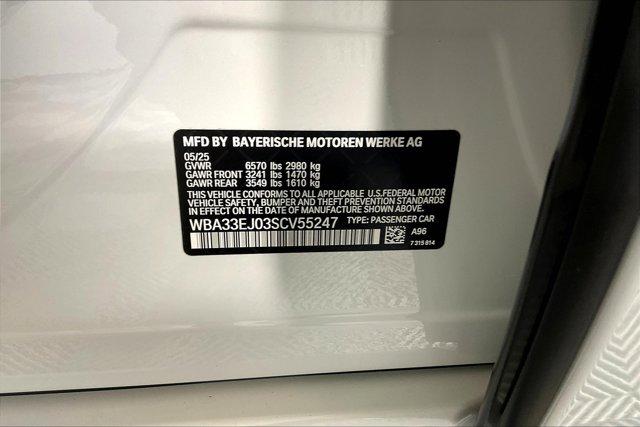 MFD BY BAYERISCHE MOTOREN WERKE AG
05/25
GVWR 6570 lbs 2980 kg
GAWR FRONT 3241 lbs 1470 kg
GAWR REAR 3549 lbs 1610 kg
THIS VEHICLE CONFORMS TO ALL APPLICABLE U.S.FEDERAL MOTOR
VEHICLE SAFETY, BUMPER AND THEFT PREVENTION STANDARDS
IN EFFECT ON THE DATE OF MANUFACTURE SHOWN ABOVE.
WBA33EJ03SCV55247 TYPE: PASSENGER CAR
A96
7 315 814